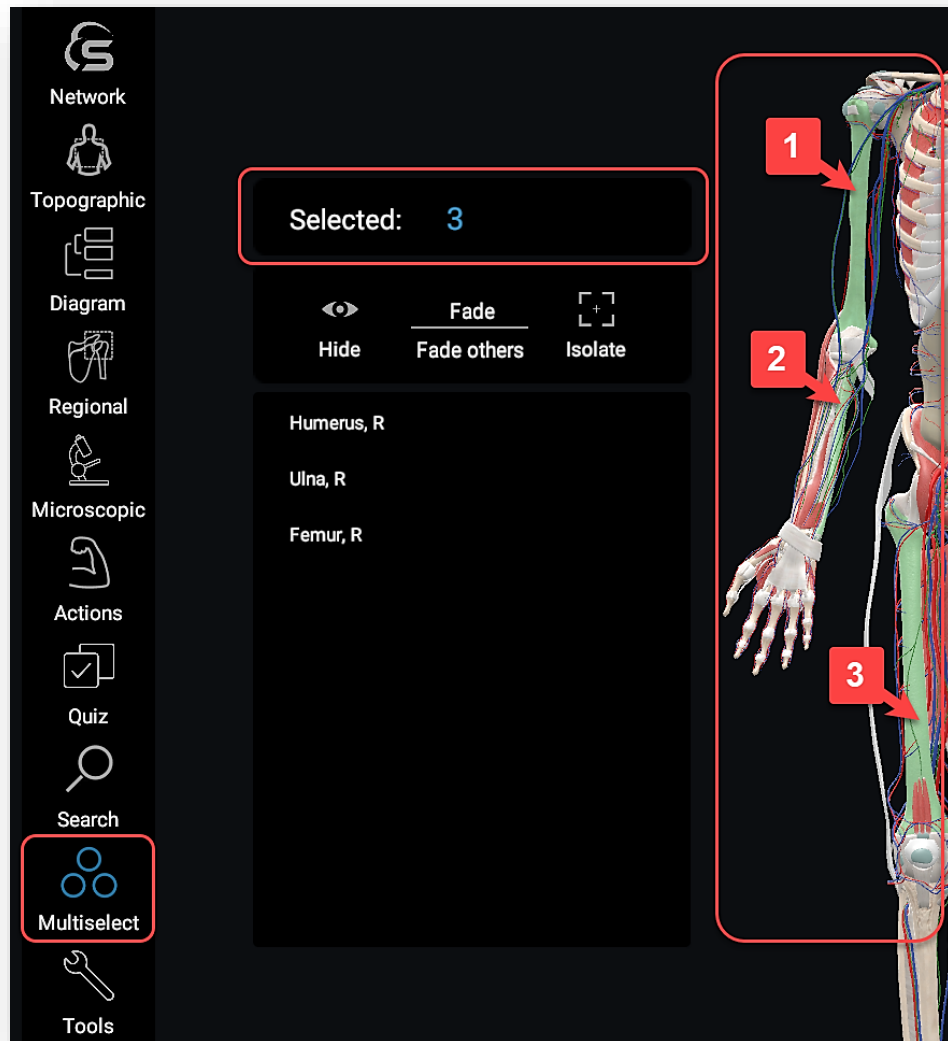 Network
Topographic
Diagram
Regional
Microscopic
Actions
Quiz
Search
Multiselect
Tools
Selected: 3
Hide
Fade
Fade others
Isolate
Humerus, R
Ulna, R
Femur, R
1
2
3